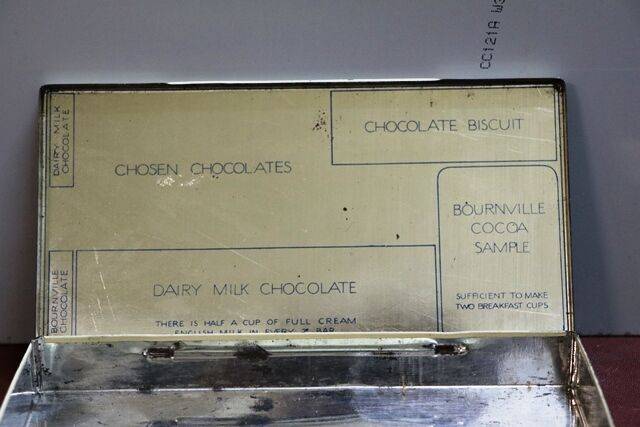 CC121A
DAIRY MILK
CHOCOLATE
CHOSEN CHOCOLATES
CHOCOLATE BISCUIT
BOURNVILLE
COCOA
SAMPLE
SUFFICIENT TO MAKE
TWO BREAKFAST CUPS
BOURNVILLE
CHOCOLATE
DAIRY MILK CHOCOLATE
THERE IS HALF A CUP OF FULL CREAM
ENGLISH MILK IN EVERY BAR